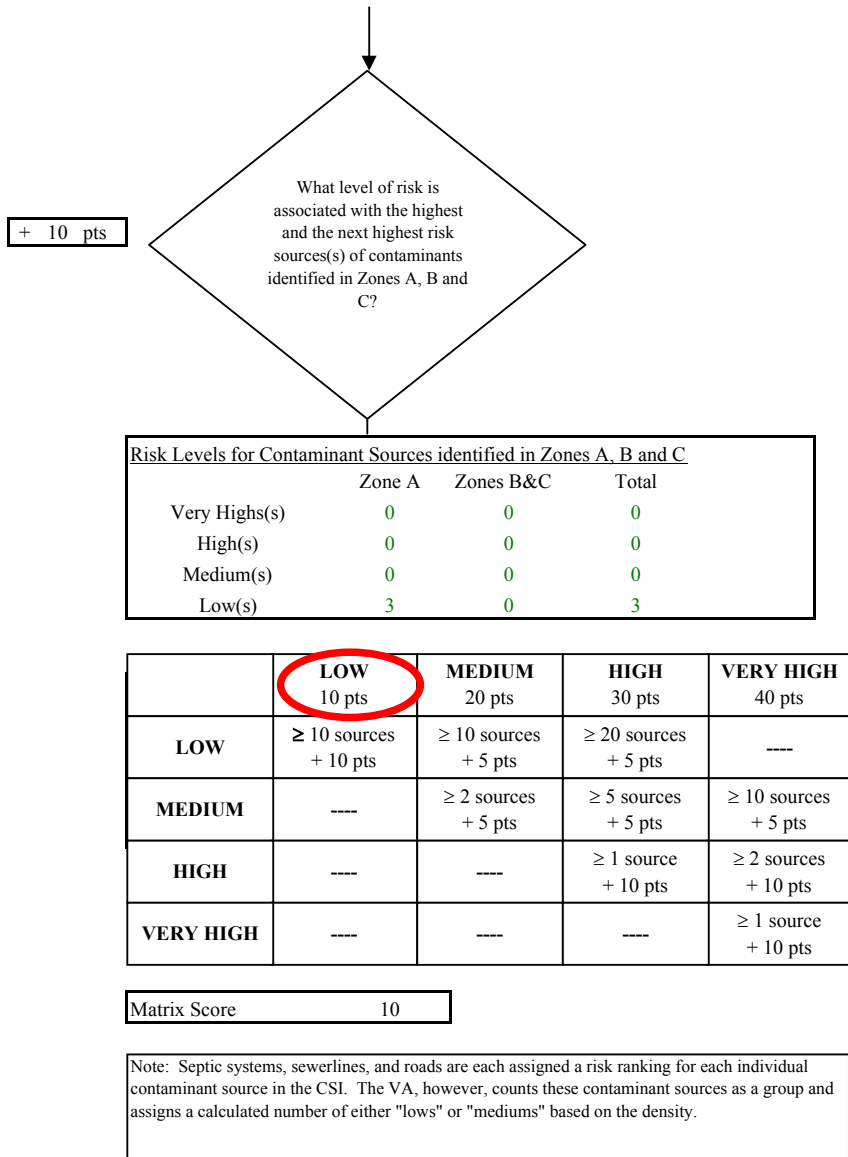 What level of risk is
associated with the highest
and the next highest risk
sources(s) of contaminants
identified in Zones A, B and
C?
+ 10 pts
Risk Levels for Contaminant Sources identified in Zones A, B and C
Zone A Zones B&C Total
Very Highs(s) 0 0 0
High(s) 0 0 0
Medium(s) 0 0 0
Low(s) 3 0 3
LOW MEDIUM HIGH VERY HIGH
10 pts 20 pts 30 pts 40 pts
LOW ≥ 10 sources + 10 pts ≥ 10 sources + 5 pts ≥ 20 sources + 5 pts ----
MEDIUM ---- ≥ 2 sources + 5 pts ≥ 5 sources + 5 pts ≥ 10 sources + 5 pts
HIGH ---- ---- ≥ 1 source + 10 pts ≥ 2 sources + 10 pts
VERY HIGH ---- ---- ---- ≥ 1 source + 10 pts
Matrix Score 10
Note: Septic systems, sewerlines, and roads are each assigned a risk ranking for each individual
contaminant source in the CSI. The VA, however, counts these contaminant sources as a group and
assigns a calculated number of either "lows" or "mediums" based on the density.